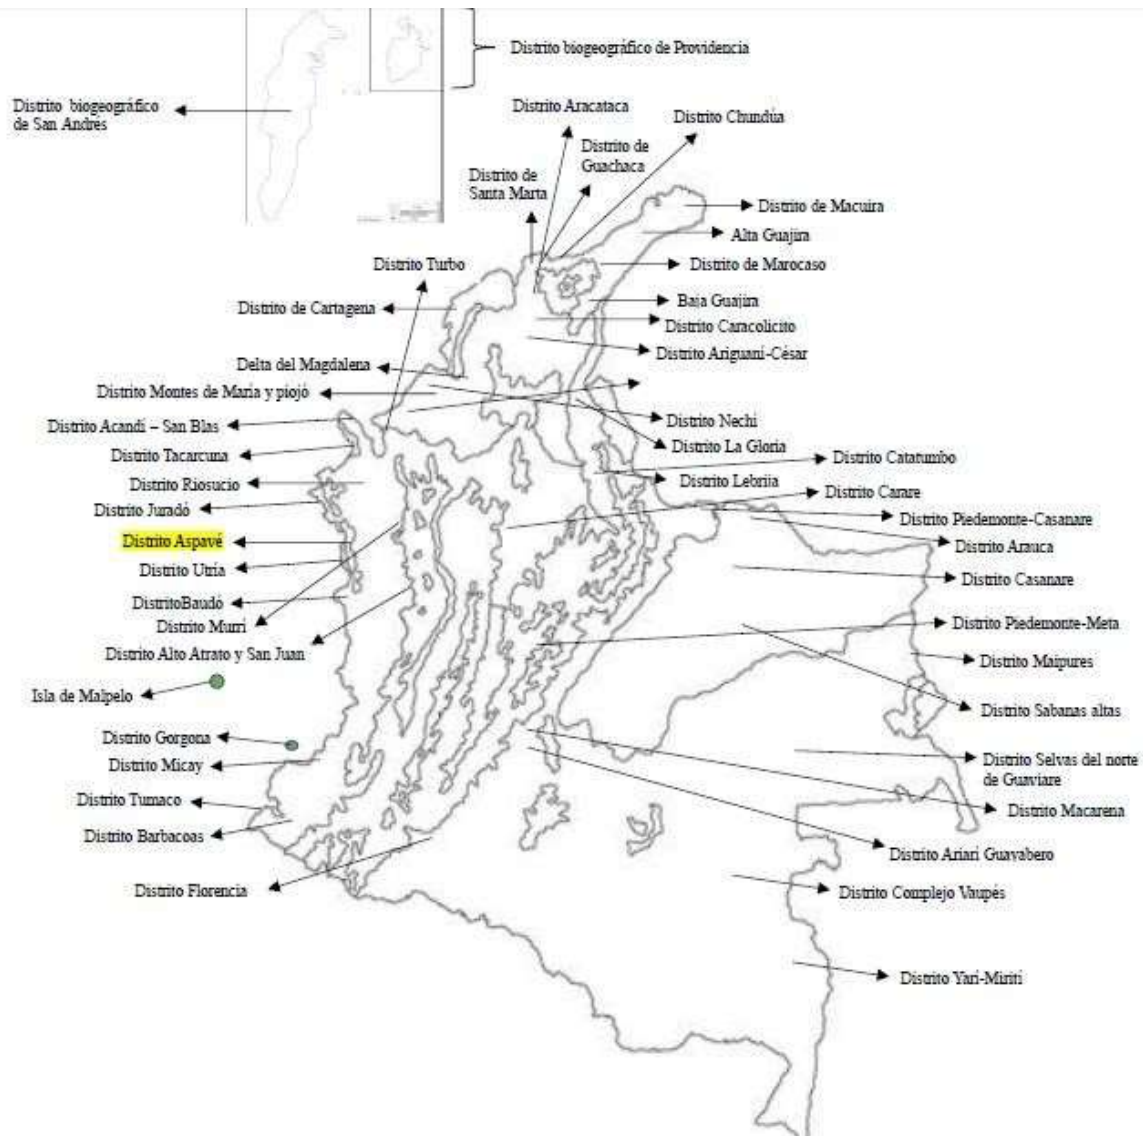 Distrito biogeográfico de Providencia
Distrito biogeográfico
de San Andrés
Distrito Aracataca
Distrito Chundúa
Distrito de
Guachaca
Distrito de
Santa Marta
Distrito de Macuira
Alta Guajira
Distrito Turbo
Distrito de Marocaso
Distrito de Cartagena
Baja Guajira
Distrito Caracolicito
Distrito Ariguaní-César
Delta del Magdalena
Distrito Montes de María y piojó
Distrito Acandí – San Blas
Distrito Nechí
Distrito La Gloria
Distrito Tacarcuna
Distrito Catatumbo
Distrito Riosucio
Distrito Lebrija
Distrito Carare
Distrito Juradó
Distrito Piedemonte-Casanare
Distrito Aspavé
Distrito Arauca
Distrito Utría
Distrito Casanare
DistritoBaudó
Distrito Murri
Distrito Piedemonte-Meta
Distrito Alto Atrato y San Juan
Distrito Maipures
Isla de Malpelo
Distrito Sabanas altas
Distrito Gorgona
Distrito Micay
Distrito Selvas del norte
de Guaviare
Distrito Tumaco
Distrito Macarena
Distrito Barbacoas
Distrito Ariari Guayabero
Distrito Florencia
Distrito Complejo Vaupés
Distrito Yarí-Miriti